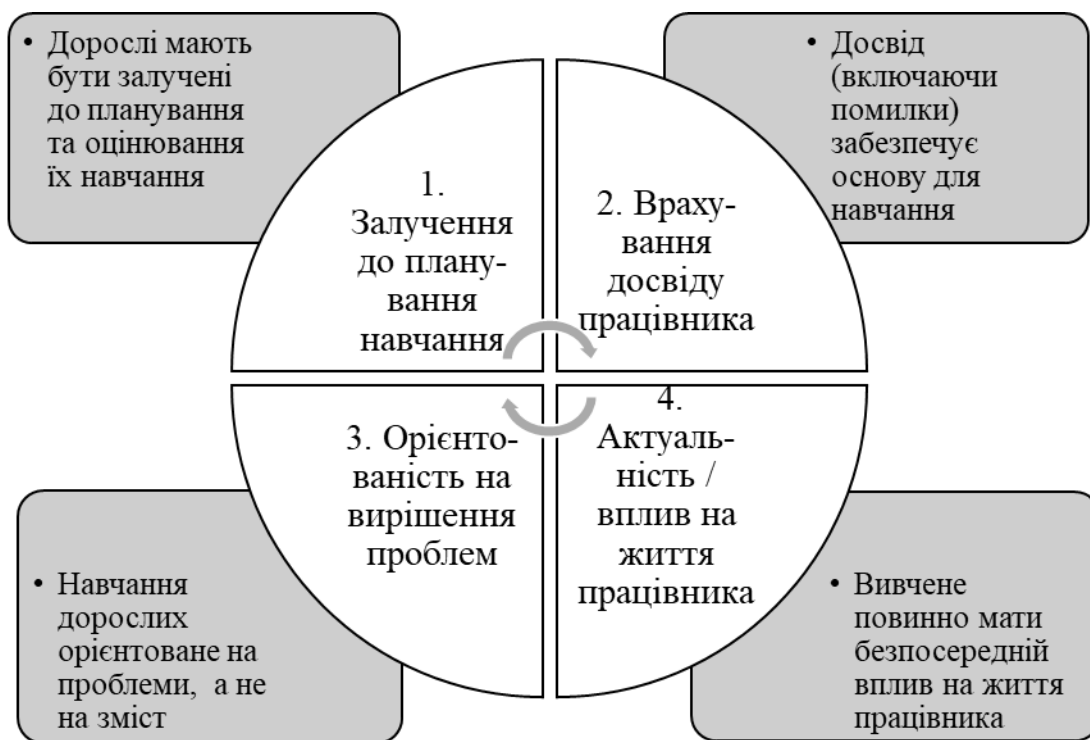 • Дорослі мають
бути залучені
до планування
та оцінювання
їх навчання
1.
Залучення
до плану-
вання
навчання
• Досвід
(включаючи
помилки)
забезпечує
основу для
навчання
2. Враху-
вання
досвіду
працівника
3. Орієнто-
ваність на
вирішення
проблем
• Навчання
дорослих
орієнтоване на
проблеми, а не
на зміст
4.
Актуаль-
ність /
вплив на
життя
працівника
• Вивчене
повинно мати
безпосередній
вплив на життя
працівника